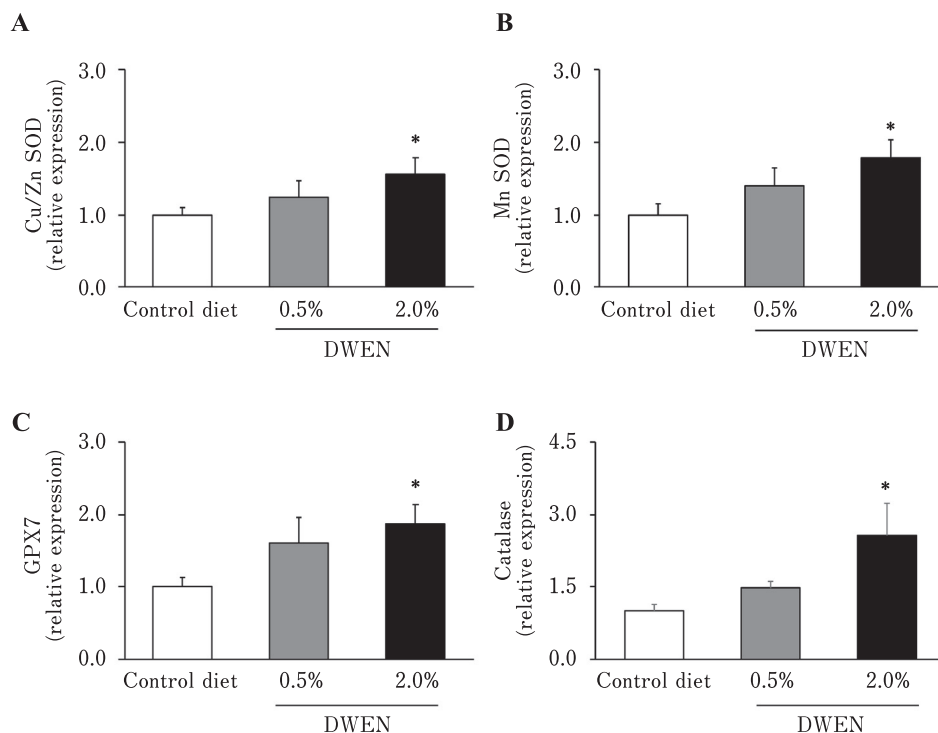 A
Cu/Zn SOD
(relative expression)
3.0
2.0
1.0
0.0
*
Control diet
0.5%
2.0%
DWEN
B
Mn SOD
(relative expression)
3.0
2.0
1.0
0.0
*
Control diet
0.5%
2.0%
DWEN
C
GPX7
(relative expression)
3.0
2.0
1.0
0.0
*
Control diet
0.5%
2.0%
DWEN
D
Catalase
(relative expression)
4.5
3.0
1.5
0.0
*
Control diet
0.5%
2.0%
DWEN